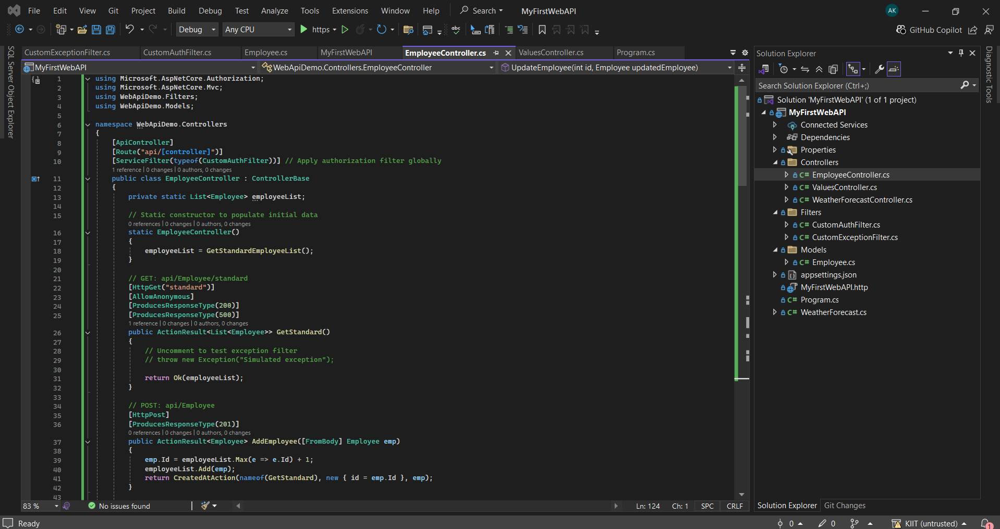 File Edit View Git Project Build Debug Test Analyze Tools Extensions Window Help Search MyFirstWebAPI AK
Debug Any CPU https abc GitHub Copilot
SQL Server Object Explorer
CustomExceptionFilter.cs CustomAuthFilter.cs Employee.cs MyFirstWebAPI EmployeeController.cs ValuesController.cs Program.cs
MyFirstWebAPI WebApiDemo.Controllers.EmployeeController UpdateEmployee(int id, Employee updatedEmployee)
1 using Microsoft.AspNetCore.Authorization;
2 using Microsoft.AspNetCore.Mvc;
3 using WebApiDemo.Filters;
4 using WebApiDemo.Models;
5
6 namespace WebApiDemo.Controllers
7 {
8 [ApiController]
9 [Route("api/[controller]")]
10 [ServiceFilter(typeof(CustomAuthFilter))] // Apply authorization filter globally
1 reference | 0 changes | 0 authors, 0 changes
11 public class EmployeeController : ControllerBase
12 {
13 private static List<Employee> employeeList;
14
15 // Static constructor to populate initial data
0 references | 0 changes | 0 authors, 0 changes
16 static EmployeeController()
17 {
18 employeeList = GetStandardEmployeeList();
19 }
20
21 // GET: api/Employee/standard
22 [HttpGet("standard")]
23 [AllowAnonymous]
24 [ProducesResponseType(200)]
25 [ProducesResponseType(500)]
1 reference | 0 changes | 0 authors, 0 changes
26 public ActionResult<List<Employee>> GetStandard()
27 {
28 // Uncomment to test exception filter
29 // throw new Exception("Simulated exception");
30
31 return Ok(employeeList);
32 }
33
34 // POST: api/Employee
35 [HttpPost]
36 [ProducesResponseType(201)]
0 references | 0 changes | 0 authors, 0 changes
37 public ActionResult<Employee> AddEmployee([FromBody] Employee emp)
38 {
39 emp.Id = employeeList.Max(e => e.Id) + 1;
40 employeeList.Add(emp);
41 return CreatedAtAction(nameof(GetStandard), new { id = emp.Id }, emp);
42 }
43
83 % No issues found Ln: 124 Ch: 1 SPC CRLF
Solution Explorer
Search Solution Explorer (Ctrl+;)
Solution 'MyFirstWebAPI' (1 of 1 project)
MyFirstWebAPI
Connected Services
Dependencies
Properties
Controllers
C# EmployeeController.cs
C# ValuesController.cs
C# WeatherForecastController.cs
Filters
C# CustomAuthFilter.cs
C# CustomExceptionFilter.cs
Models
C# Employee.cs
appsettings.json
MyFirstWebAPI.http
C# Program.cs
C# WeatherForecast.cs
Solution Explorer Git Changes
Diagnostic Tools
Ready 0 0 KIIT (untrusted) 1